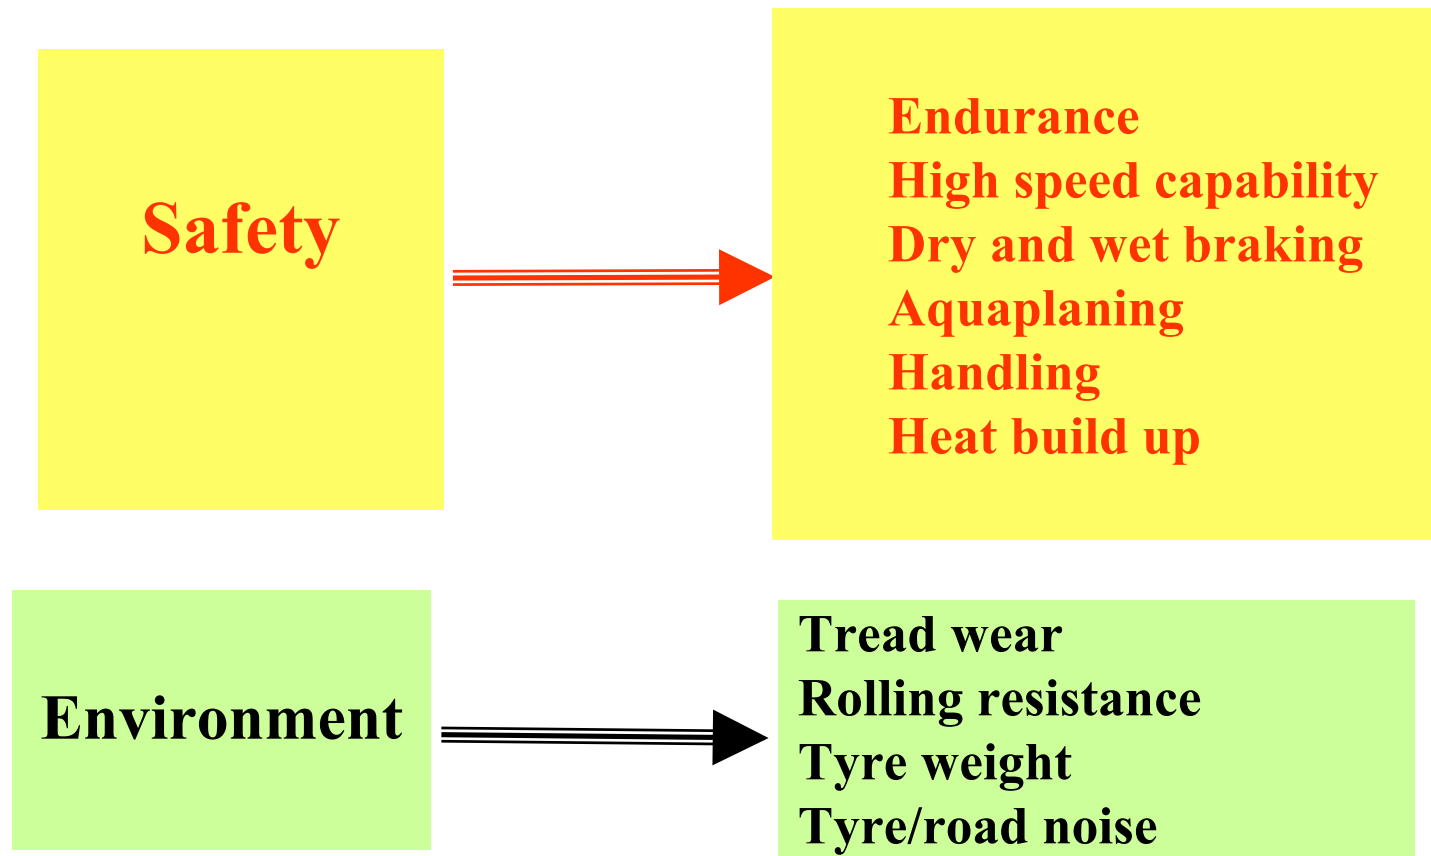 Safety
Endurance
High speed capability
Dry and wet braking
Aquaplaning
Handling
Heat build up
Environment
Tread wear
Rolling resistance
Tyre weight
Tyre/road noise